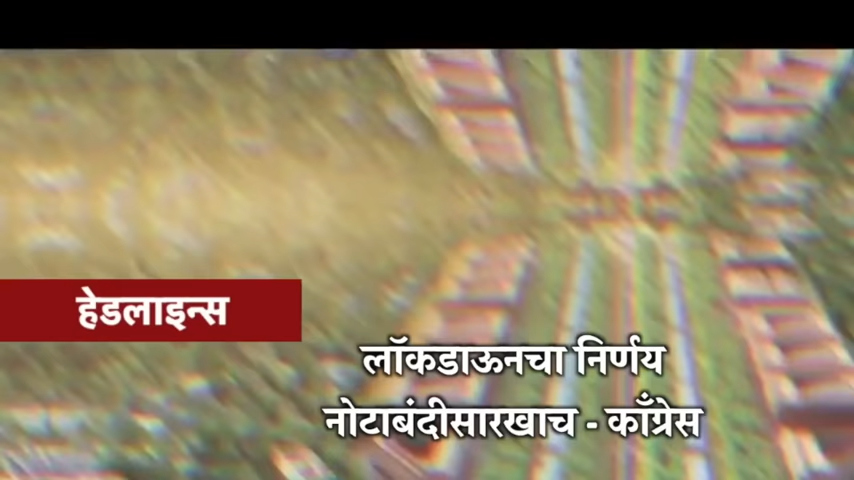 हेडलाइन्स
लॉकडाऊनचा निर्णय
नोटाबंदीसारखाच - काँग्रेस